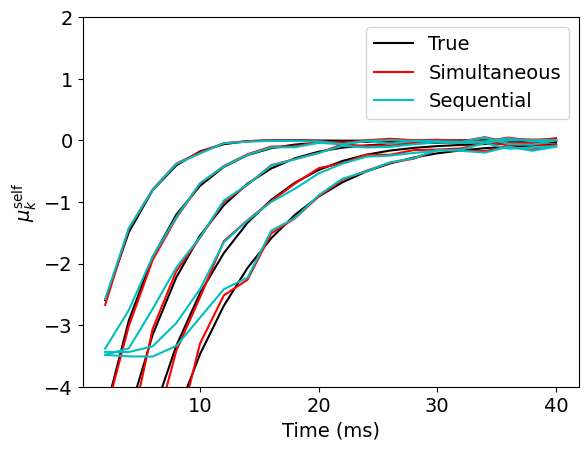 2
1
0
−1
−2
−3
−4
10
20
30
40
Time (ms)
μ_k^self
True
Simultaneous
Sequential